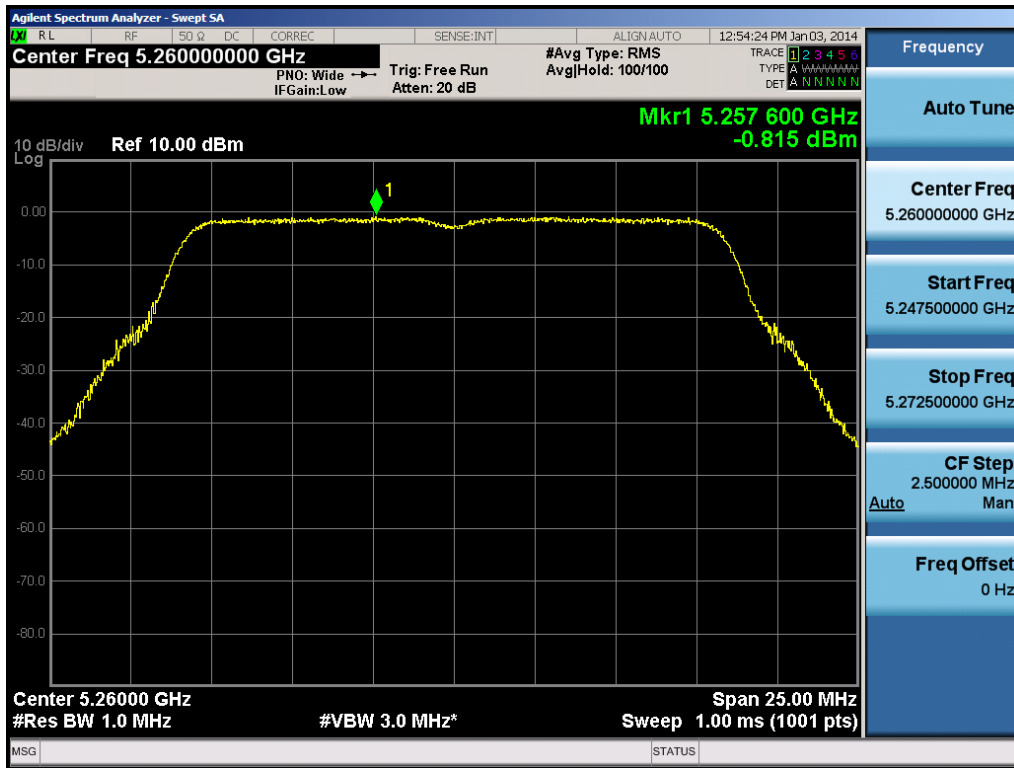 Agilent Spectrum Analyzer - Swept SA
LXI RL RF 50 Ω DC CORREC SENSE:INT ALIGN AUTO 12:54:24 PM Jan 03, 2014
Center Freq 5.260000000 GHz
PNO: Wide
IFGain:Low
Trig: Free Run
Atten: 20 dB
#Avg Type: RMS
Avg|Hold: 100/100
TRACE 1 2 3 4 5 6
TYPE A WWWWW
DET A N N N N N
Mkr1 5.257 600 GHz
-0.815 dBm
10 dB/div Ref 10.00 dBm
Log
1
0.00
-10.0
-20.0
-30.0
-40.0
-50.0
-60.0
-70.0
-80.0
Center 5.26000 GHz Span 25.00 MHz
#Res BW 1.0 MHz #VBW 3.0 MHz* Sweep 1.00 ms (1001 pts)
MSG STATUS
Frequency
Auto Tune
Center Freq
5.260000000 GHz
Start Freq
5.247500000 GHz
Stop Freq
5.272500000 GHz
CF Step
2.500000 MHz
Auto Man
Freq Offset
0 Hz